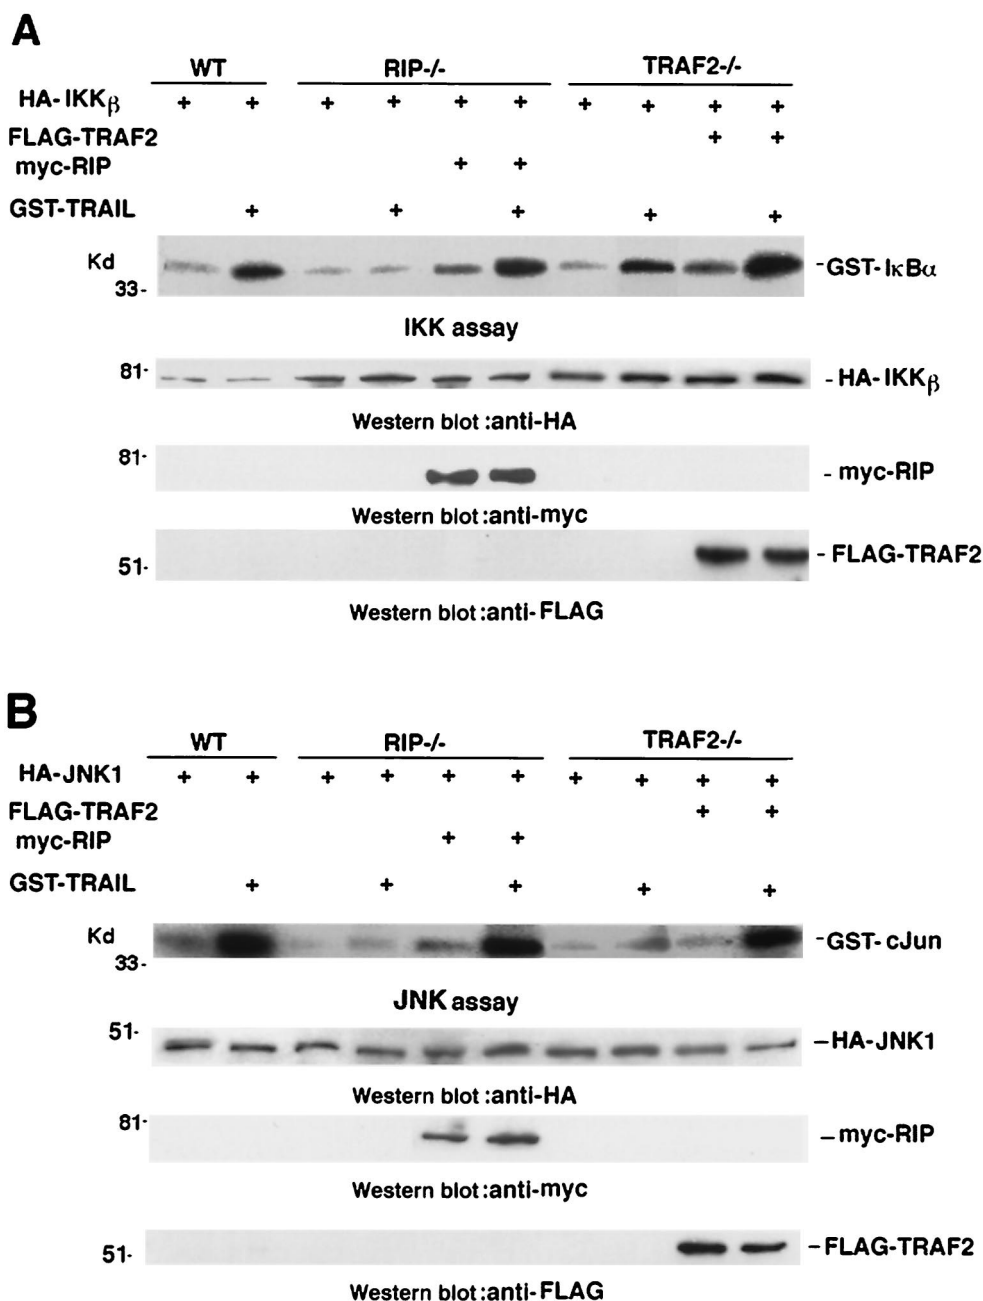 A
WT RIP-/- TRAF2-/-
HA-IKKβ + + + + + + + + + +
FLAG-TRAF2 + +
myc-RIP + +
GST-TRAIL + + + + +
Kd
-GST-IκBα
33-
IKK assay
81-
-HA-IKKβ
Western blot:anti-HA
81-
-myc-RIP
Western blot:anti-myc
-FLAG-TRAF2
51-
Western blot:anti-FLAG
B
WT RIP-/- TRAF2-/-
HA-JNK1 + + + + + + + + + +
FLAG-TRAF2 + +
myc-RIP + +
GST-TRAIL + + + + +
Kd
-GST-cJun
33-
JNK assay
51-
-HA-JNK1
Western blot:anti-HA
81-
-myc-RIP
Western blot:anti-myc
51-
-FLAG-TRAF2
Western blot:anti-FLAG